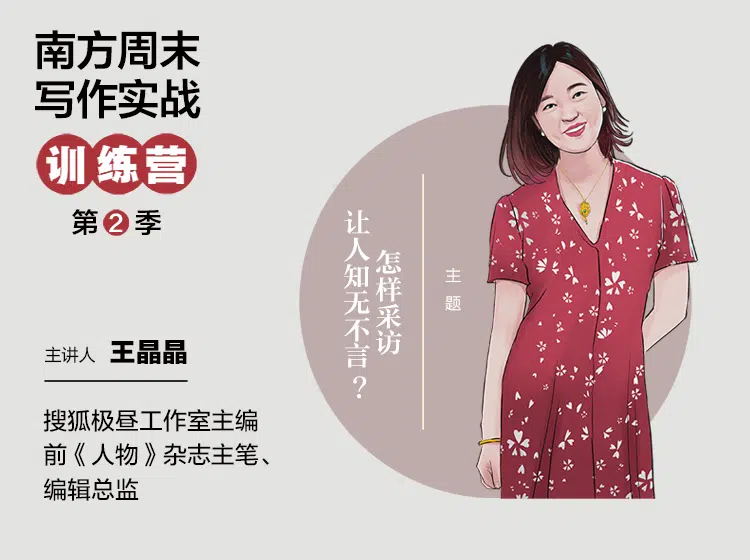 南方周末
写作实战
训练营
第2季
主题
怎样采访
让人知无不言？
主讲人 王晶晶
搜狐极昼工作室主编
前《人物》杂志主笔、
编辑总监